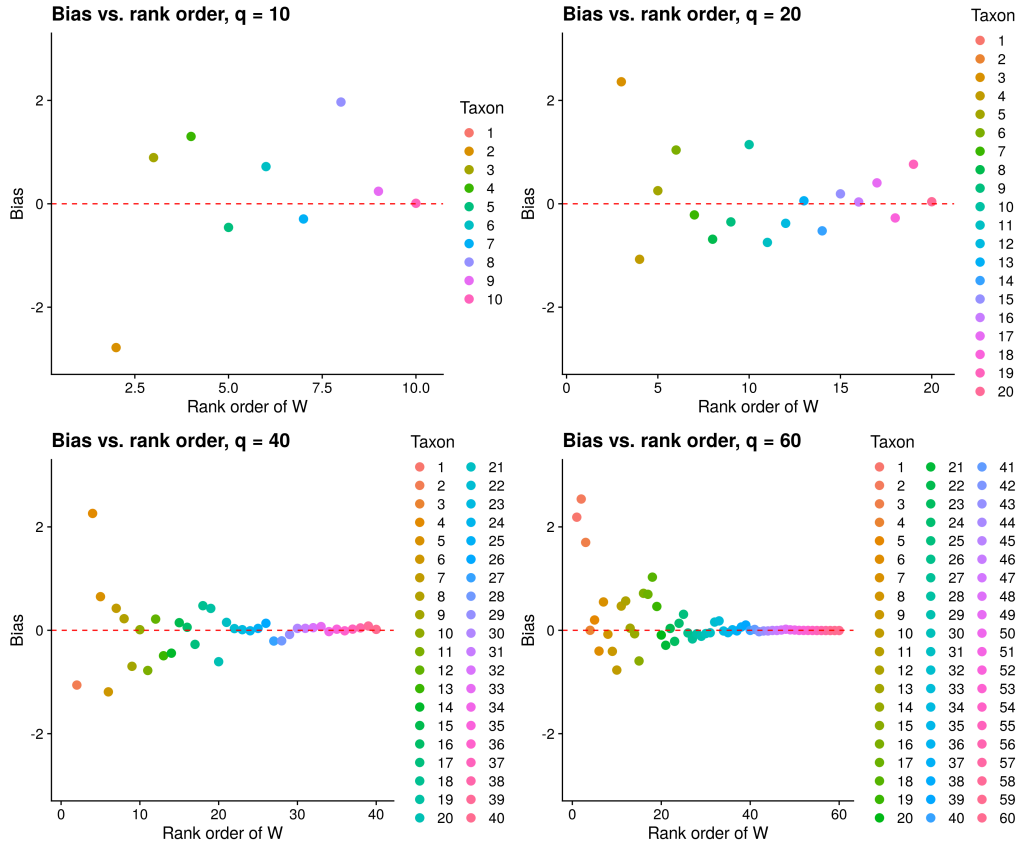 Bias vs. rank order, q = 10
2
0
-2
Bias
2.5 5.0 7.5 10.0
Rank order of W
Taxon
1
2
3
4
5
6
7
8
9
10
Bias vs. rank order, q = 20
2
0
-2
Bias
0 5 10 15 20
Rank order of W
Taxon
1
2
3
4
5
6
7
8
9
10
11
12
13
14
15
16
17
18
19
20
Bias vs. rank order, q = 40
2
0
-2
Bias
0 10 20 30 40
Rank order of W
Taxon
1 21
2 22
3 23
4 24
5 25
6 26
7 27
8 28
9 29
10 30
11 31
12 32
13 33
14 34
15 35
16 36
17 37
18 38
19 39
20 40
Bias vs. rank order, q = 60
2
0
-2
Bias
0 20 40 60
Rank order of W
Taxon
1 21 41
2 22 42
3 23 43
4 24 44
5 25 45
6 26 46
7 27 47
8 28 48
9 29 49
10 30 50
11 31 51
12 32 52
13 33 53
14 34 54
15 35 55
16 36 56
17 37 57
18 38 58
19 39 59
20 40 60